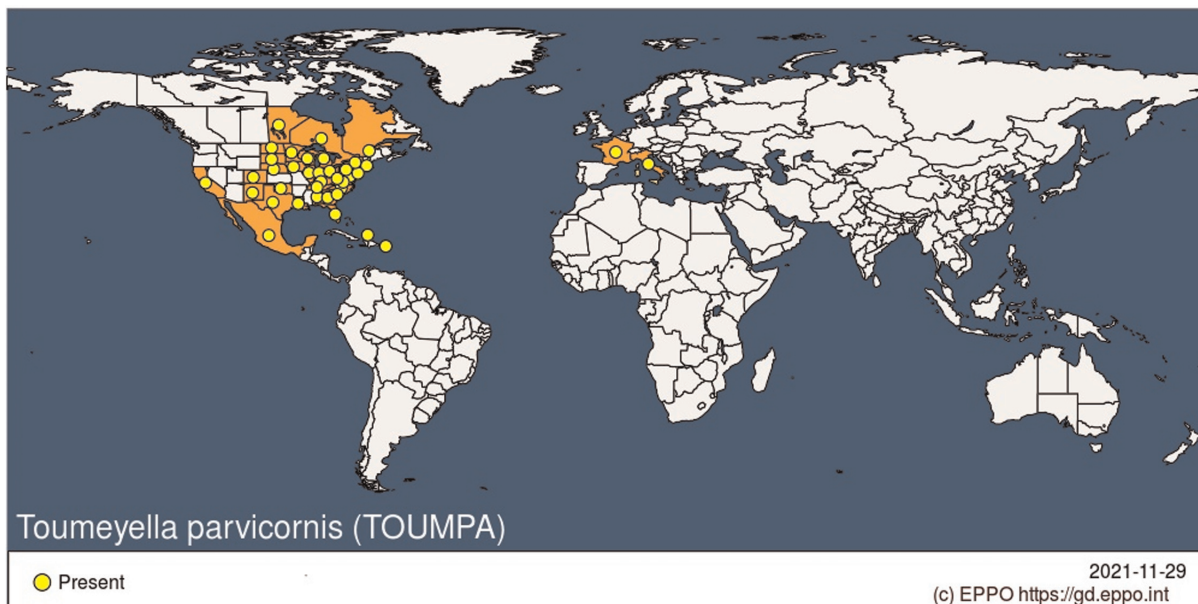 Toumeyella parvicornis (TOUMPA)
Present
2021-11-29
(c) EPPO https://gd.eppo.int